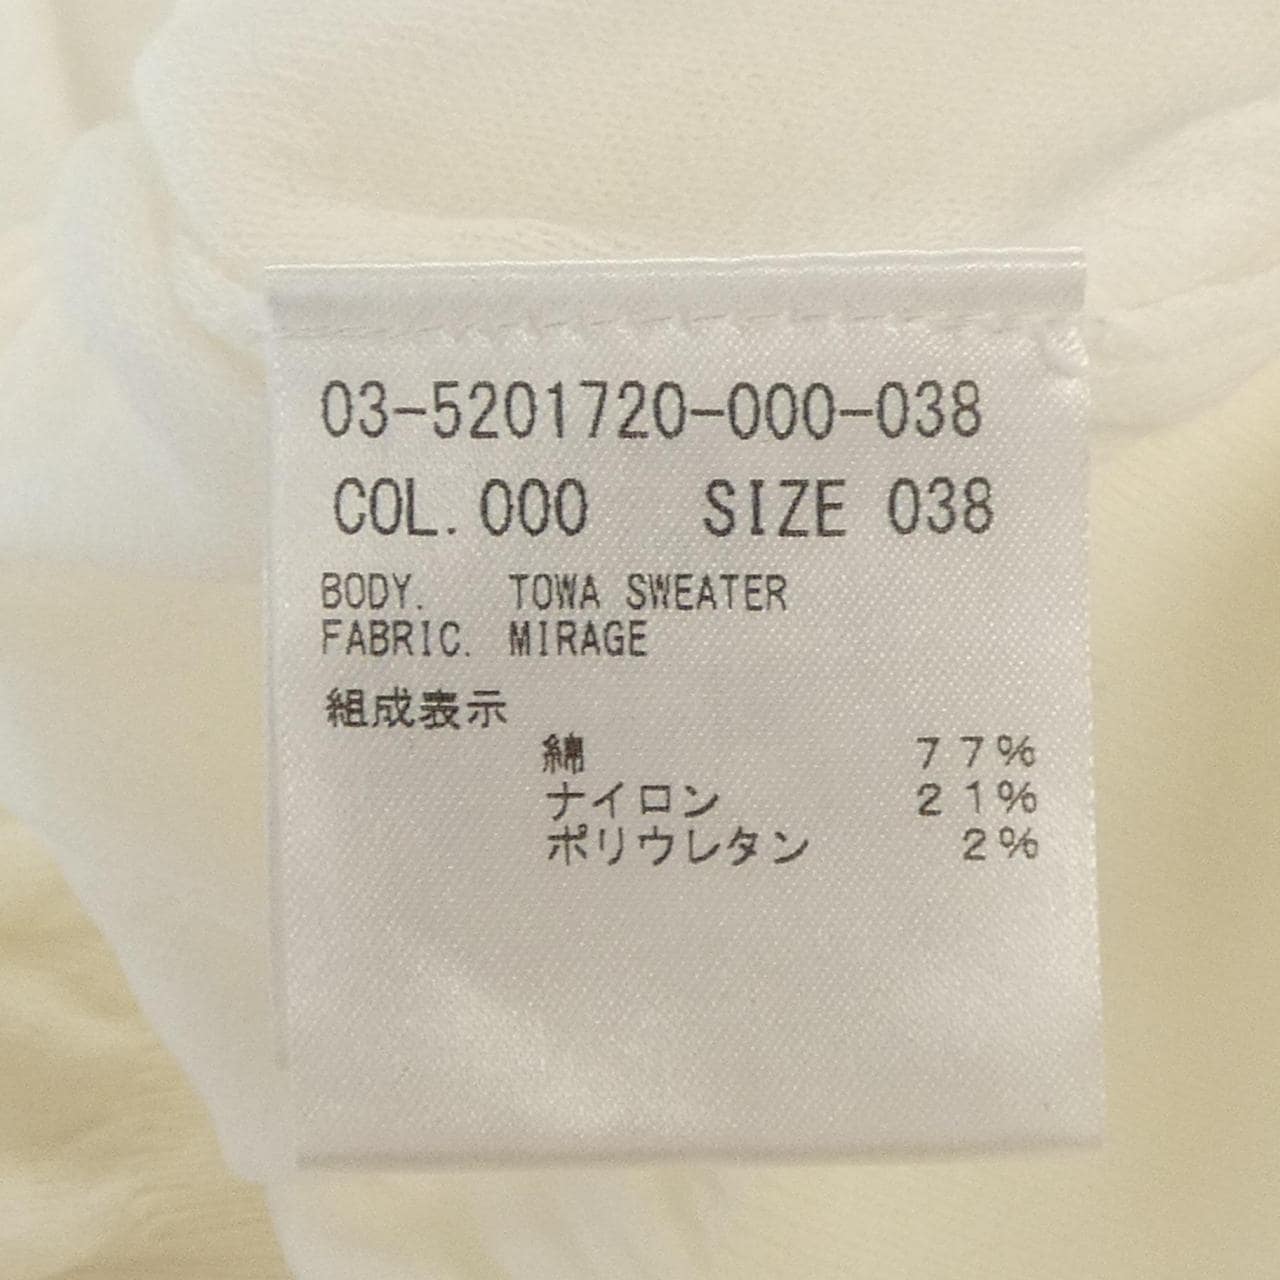 03-5201720-000-038
COL. 000 SIZE 038
BODY. TOWA SWEATER
FABRIC. MIRAGE
組成表示
綿 77%
ナイロン 21%
ポリウレタン 2%